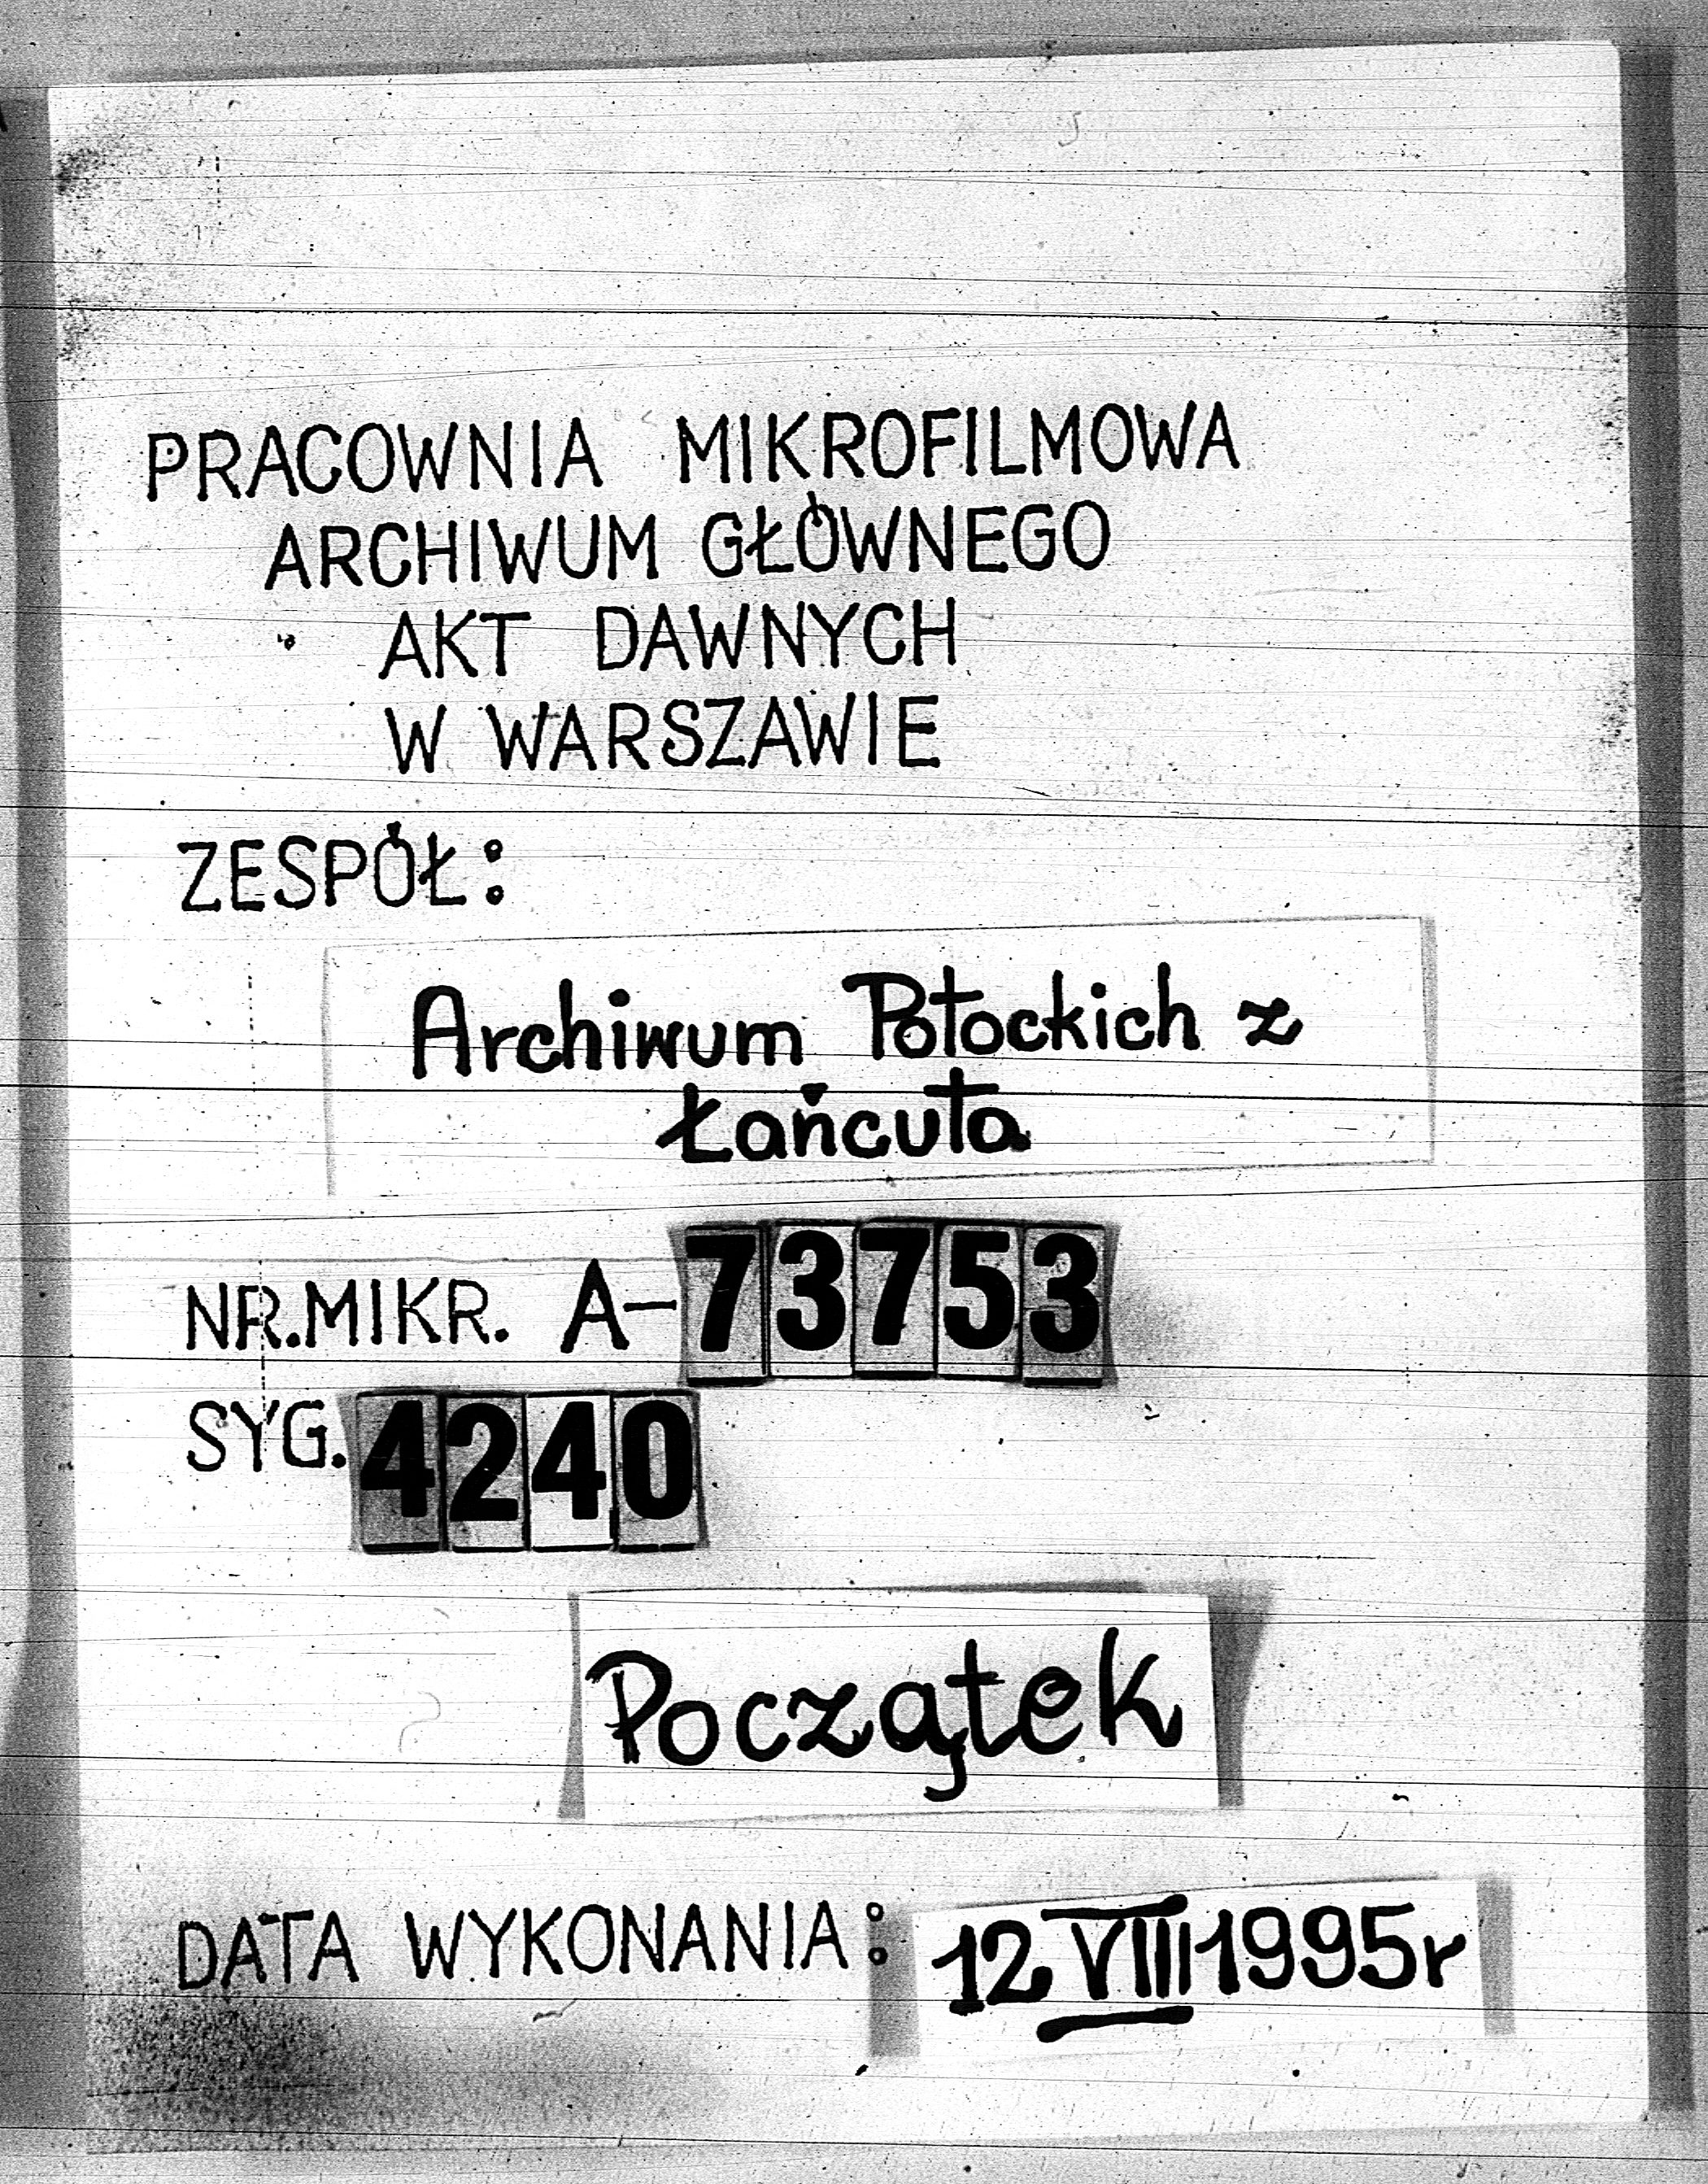 PRACOWNIA MIKROFILMOWA
ARCHIWUM GŁÓWNEGO
AKT DAWNYCH
W WARSZAWIE
ZESPÓŁ:
Archiwum Potockich z
Łańcuta
NR.MIKR. A-73753
SYG. 4240
Początek
DATA WYKONANIA: 12 VIII 1995r